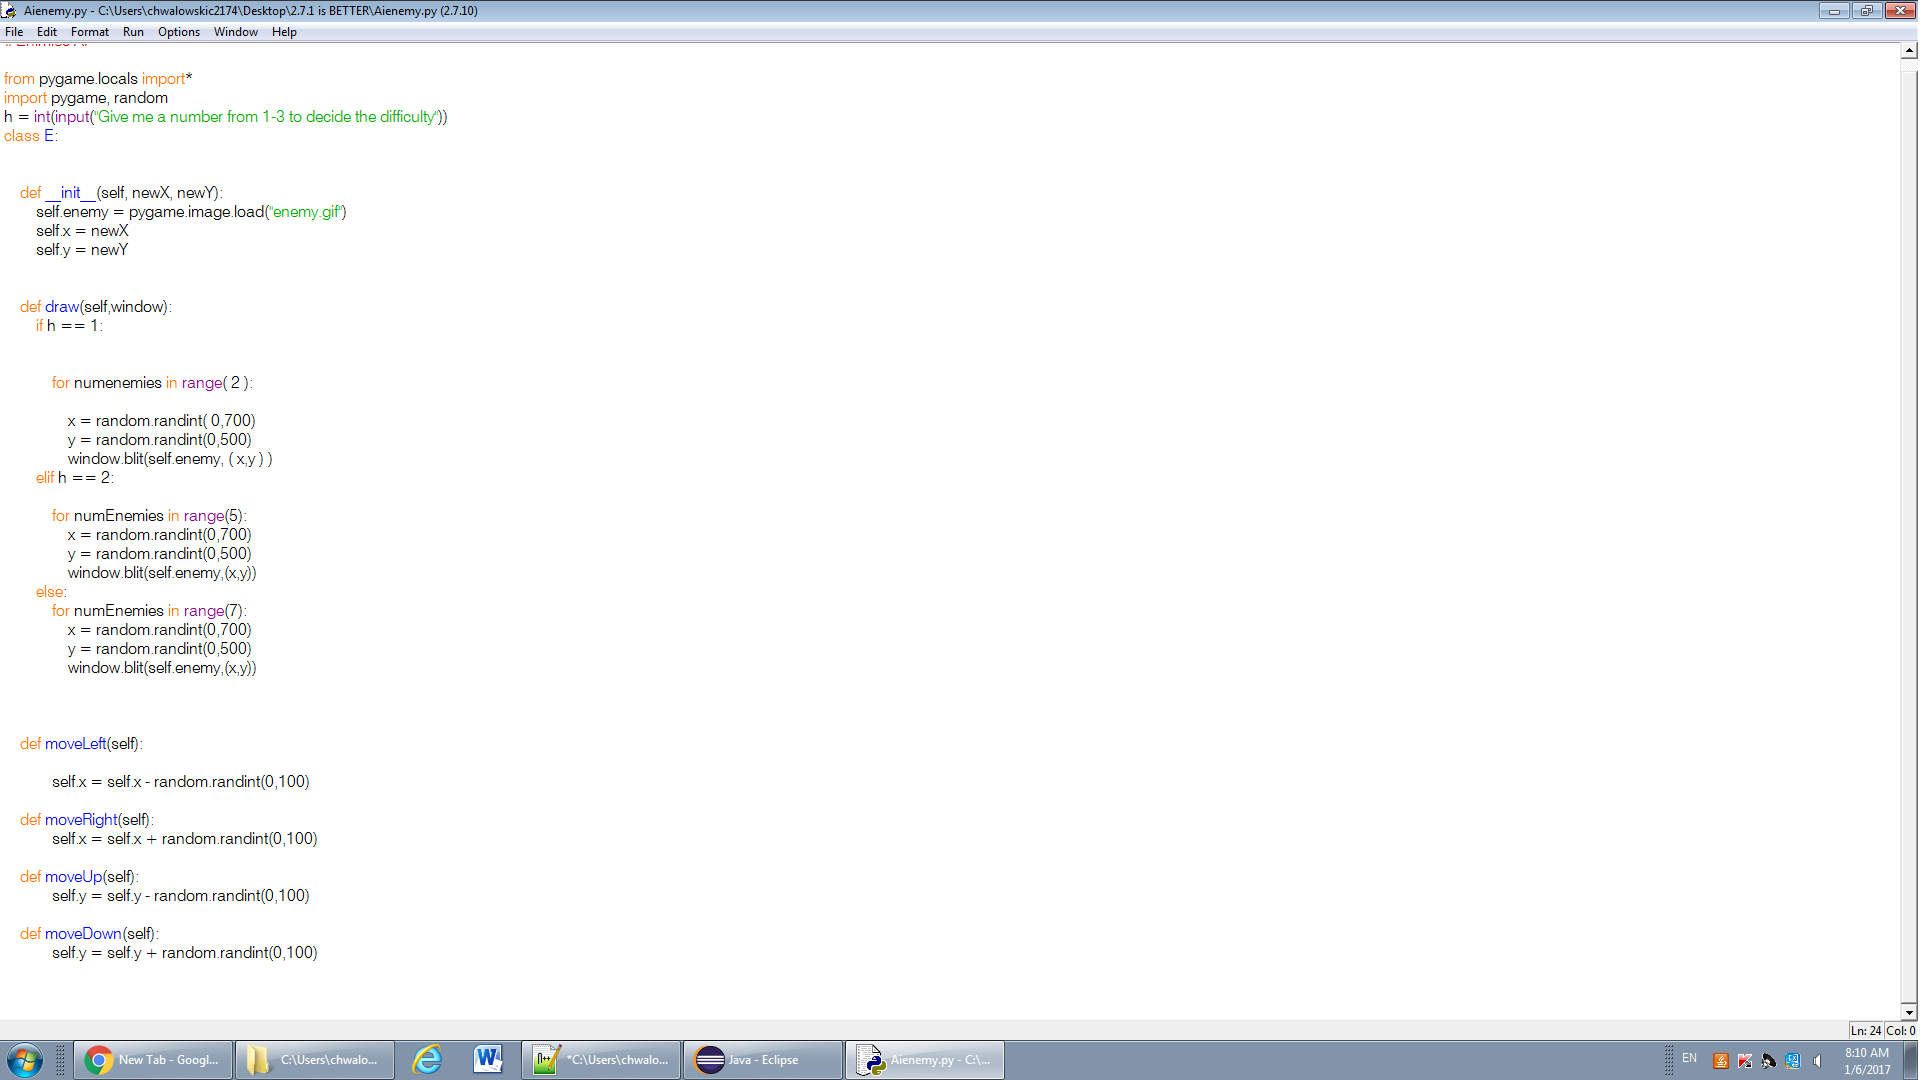 Aienemy.py - C:\Users\chwalowskic2174\Desktop\2.7.1 is BETTER\Aienemy.py (2.7.10)
File Edit Format Run Options Window Help
from pygame.locals import*
import pygame, random
h = int(input("Give me a number from 1-3 to decide the difficulty"))
class E:
def __init__(self, newX, newY):
self.enemy = pygame.image.load("enemy.gif")
self.x = newX
self.y = newY
def draw(self,window):
if h == 1:
for numenemies in range( 2 ):
x = random.randint( 0,700)
y = random.randint(0,500)
window.blit(self.enemy, ( x,y ) )
elif h == 2:
for numEnemies in range(5):
x = random.randint(0,700)
y = random.randint(0,500)
window.blit(self.enemy,(x,y))
else:
for numEnemies in range(7):
x = random.randint(0,700)
y = random.randint(0,500)
window.blit(self.enemy,(x,y))
def moveLeft(self):
self.x = self.x - random.randint(0,100)
def moveRight(self):
self.x = self.x + random.randint(0,100)
def moveUp(self):
self.y = self.y - random.randint(0,100)
def moveDown(self):
self.y = self.y + random.randint(0,100)
Ln: 24 Col: 0
New Tab - Googl... C:\Users\chwalo... *C:\Users\chwalo... Java - Eclipse Aienemy.py - C:\... EN 8:10 AM
1/6/2017